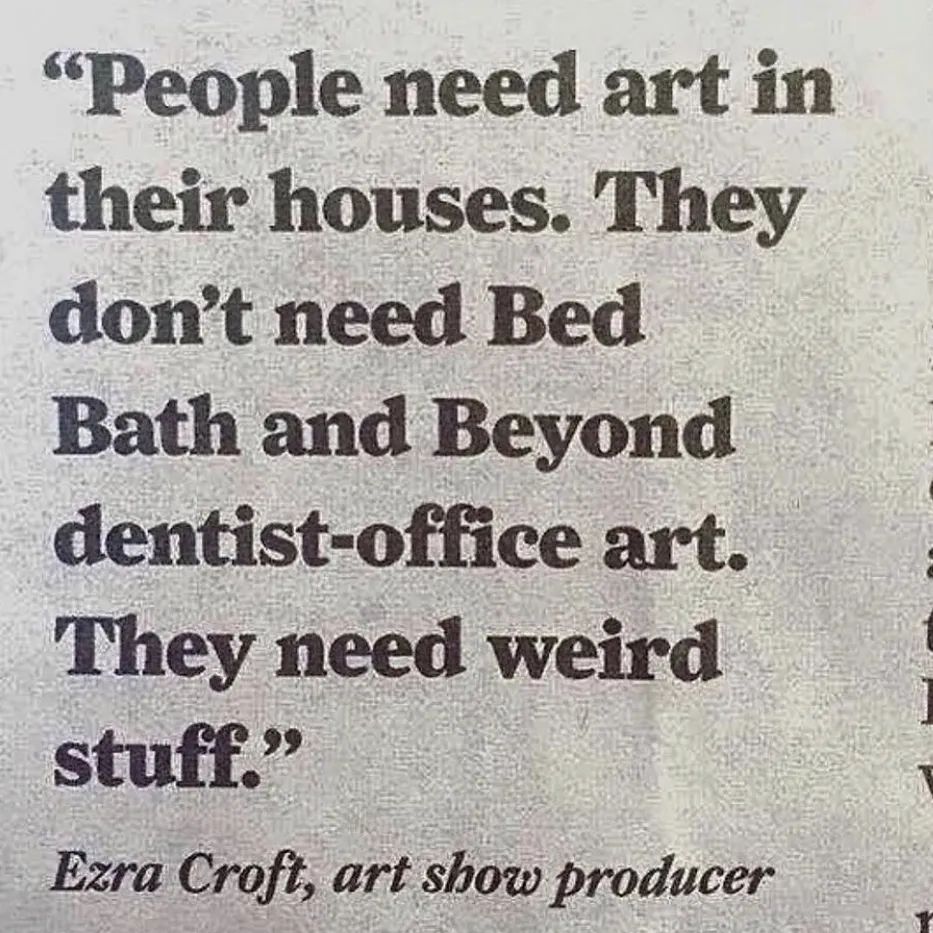 “People need art in
their houses. They
don’t need Bed
Bath and Beyond
dentist-office art.
They need weird
stuff.”
Ezra Croft, art show producer